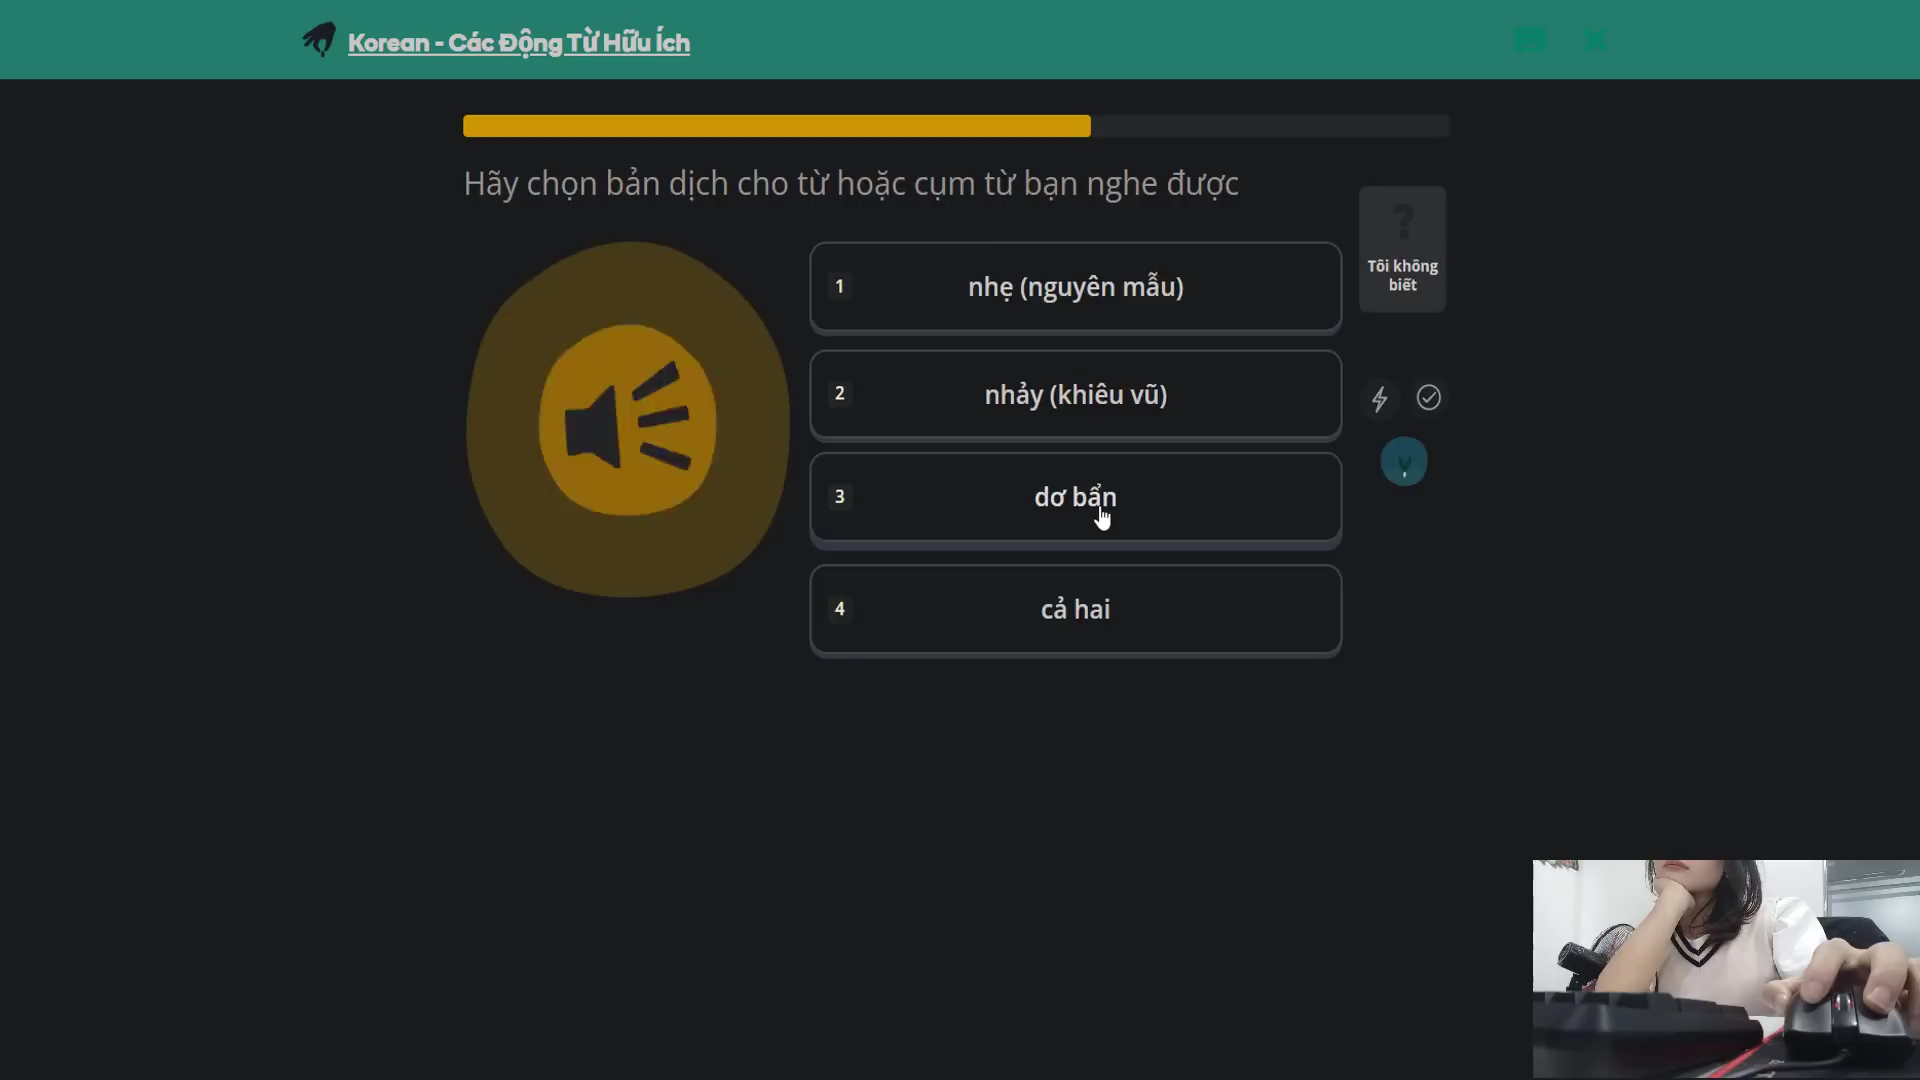 Korean - Các Động Từ Hữu Ích
Hãy chọn bản dịch cho từ hoặc cụm từ bạn nghe được
?
Tôi không
biết
1 nhẹ (nguyên mẫu)
2 nhảy (khiêu vũ)
3 dơ bẩn
4 cả hai